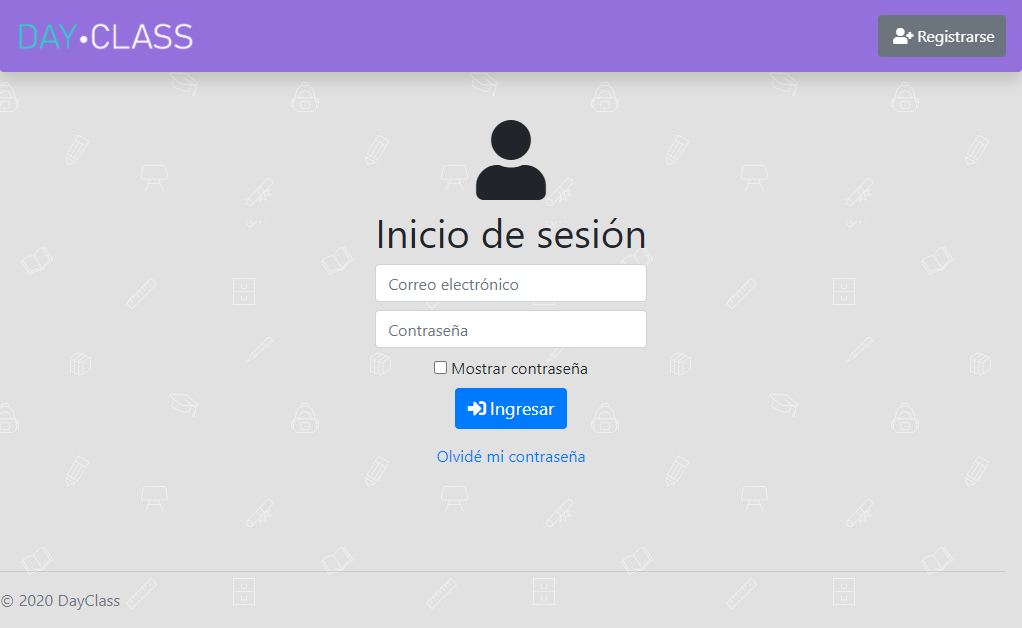 DAY•CLASS
Registrarse
Inicio de sesión
Correo electrónico
Contraseña
Mostrar contraseña
Ingresar
Olvidé mi contraseña
© 2020 DayClass